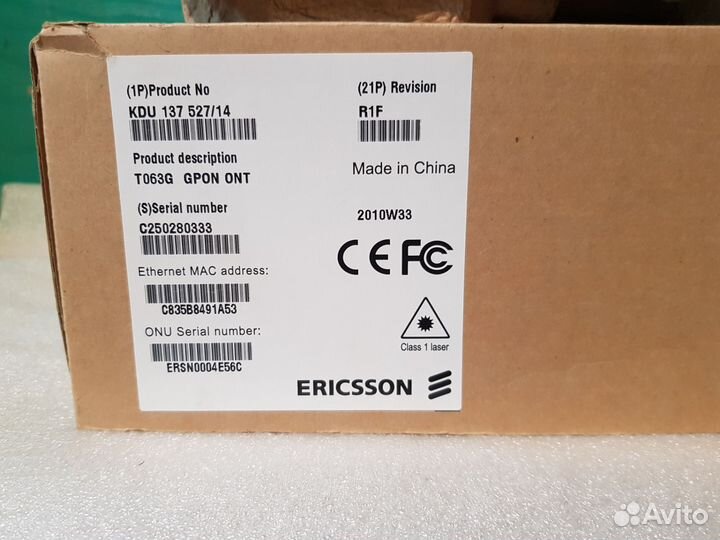 (1P)Product No
KDU 137 527/14
Product description
T063G GPON ONT
(S)Serial number
C250280333
Ethernet MAC address:
C835B8491A53
ONU Serial number:
ERSN0004E56C
(21P) Revision
R1F
Made in China
2010W33
CE FC
Class 1 laser
ERICSSON
Avito